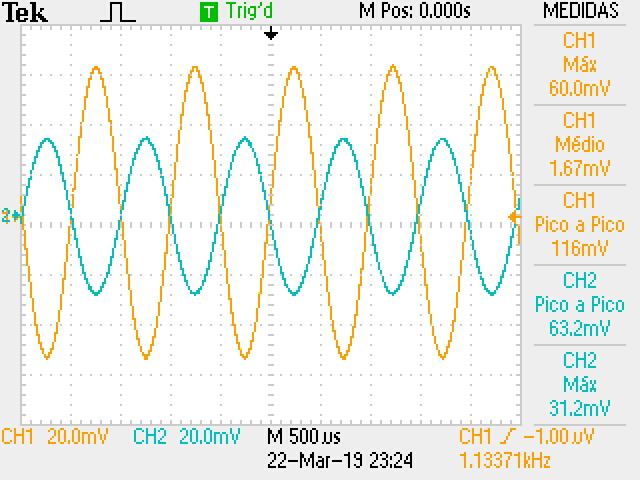 Tek T Trig'd M Pos: 0.000s MEDIDAS
CH1
Máx
60.0mV
CH1
Médio
1.67mV
CH1
Pico a Pico
116mV
CH2
Pico a Pico
63.2mV
CH2
Máx
31.2mV
2
CH1 20.0mV CH2 20.0mV M 500us CH1 -1.00uV
22-Mar-19 23:24 1.13371kHz